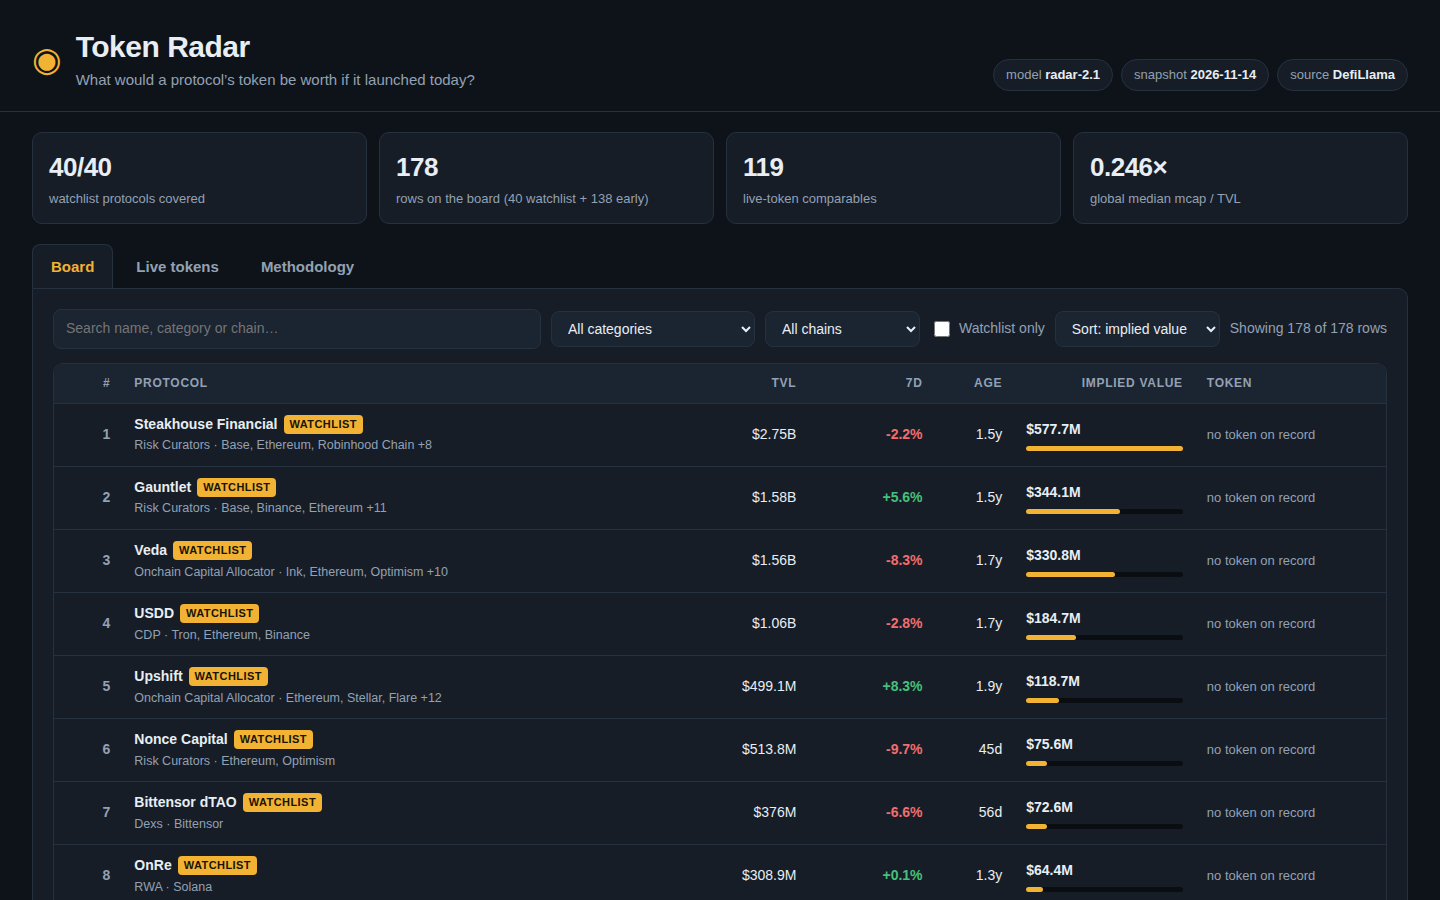 Token Radar
What would a protocol's token be worth if it launched today?
model radar-2.1
snapshot 2026-11-14
source DefiLlama
40/40
watchlist protocols covered
178
rows on the board (40 watchlist + 138 early)
119
live-token comparables
0.246×
global median mcap / TVL
Board
Live tokens
Methodology
Search name, category or chain…
All categories
All chains
Watchlist only
Sort: implied value
Showing 178 of 178 rows
# PROTOCOL TVL 7D AGE IMPLIED VALUE TOKEN
1 Steakhouse Financial WATCHLIST $2.75B -2.2% 1.5y $577.7M no token on record
Risk Curators · Base, Ethereum, Robinhood Chain +8
2 Gauntlet WATCHLIST $1.58B +5.6% 1.5y $344.1M no token on record
Risk Curators · Base, Binance, Ethereum +11
3 Veda WATCHLIST $1.56B -8.3% 1.7y $330.8M no token on record
Onchain Capital Allocator · Ink, Ethereum, Optimism +10
4 USDD WATCHLIST $1.06B -2.8% 1.7y $184.7M no token on record
CDP · Tron, Ethereum, Binance
5 Upshift WATCHLIST $499.1M +8.3% 1.9y $118.7M no token on record
Onchain Capital Allocator · Ethereum, Stellar, Flare +12
6 Nonce Capital WATCHLIST $513.8M -9.7% 45d $75.6M no token on record
Risk Curators · Ethereum, Optimism
7 Bittensor dTAO WATCHLIST $376M -6.6% 56d $72.6M no token on record
Dexs · Bittensor
8 OnRe WATCHLIST $308.9M +0.1% 1.3y $64.4M no token on record
RWA · Solana